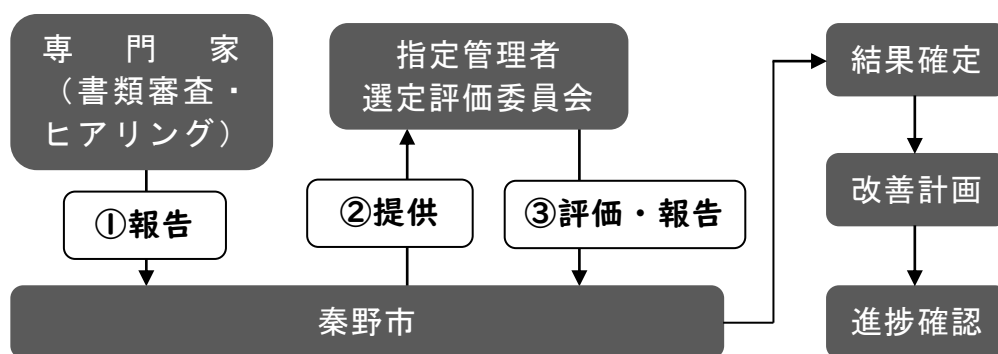 専門家
（書類審査・
ヒアリング）
指定管理者
選定評価委員会
結果確定
①報告
②提供
③評価・報告
改善計画
秦野市
進捗確認